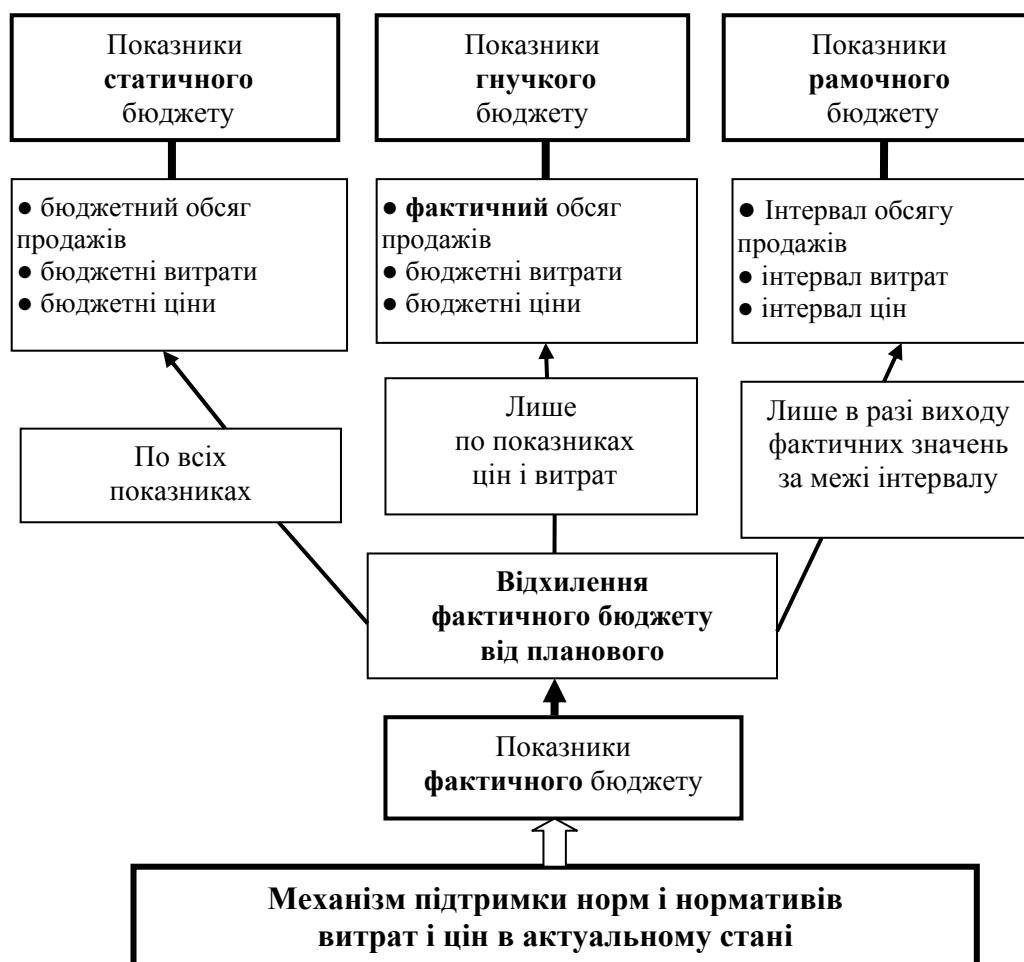 Показники
статичного
бюджету
Показники
гнучкого
бюджету
Показники
рамочного
бюджету
● бюджетний обсяг
продажів
● бюджетні витрати
● бюджетні ціни
● фактичний обсяг
продажів
● бюджетні витрати
● бюджетні ціни
● Інтервал обсягу
продажів
● інтервал витрат
● інтервал цін
По всіх
показниках
Лише
по показниках
цін і витрат
Лише в разі виходу
фактичних значень
за межі інтервалу
Відхилення
фактичного бюджету
від планового
Показники
фактичного бюджету
Механізм підтримки норм і нормативів
витрат і цін в актуальному стані